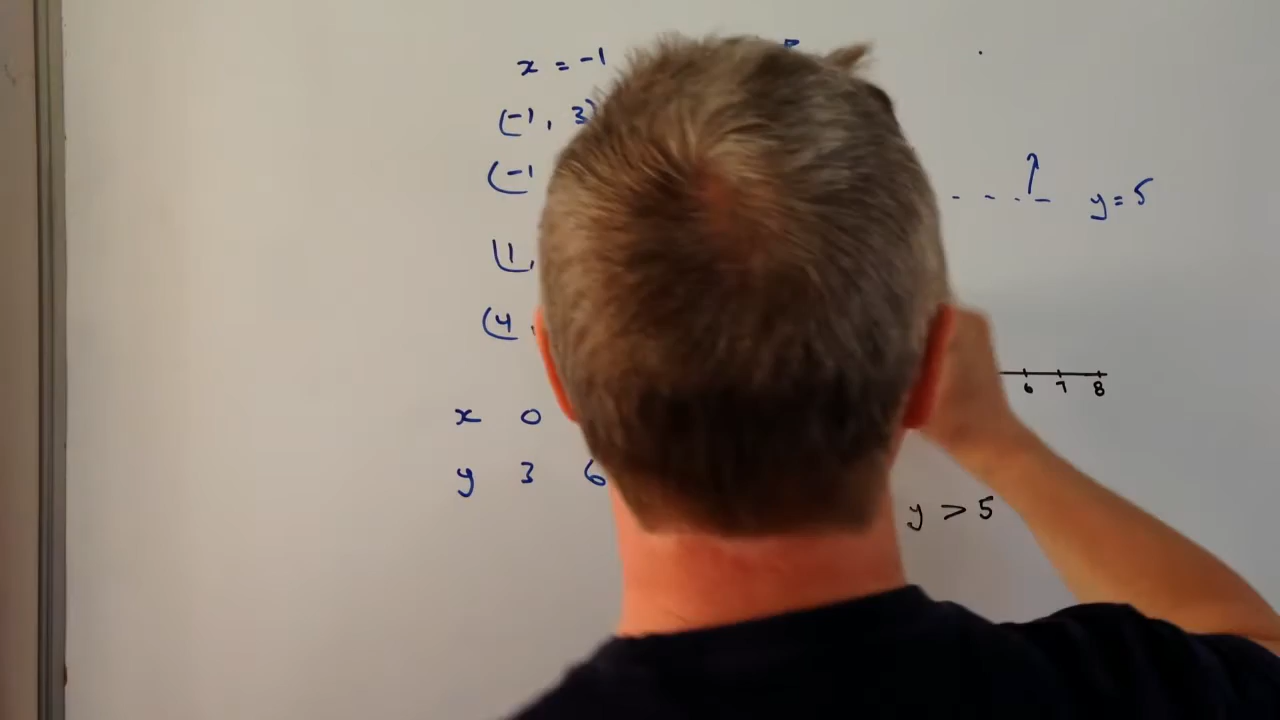 x = -1
(-1, 3)
(-1
(1,
(4,
x 0
y 3 6
y = 5
6 7 8
y > 5